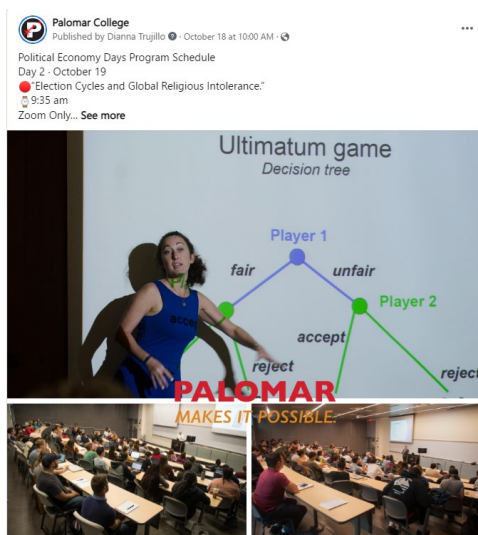 Palomar College
Published by Dianna Trujillo · October 18 at 10:00 AM ·
Political Economy Days Program Schedule
Day 2 · October 19
🔴"Election Cycles and Global Religious Intolerance."
⌚9:35 am
Zoom Only... See more
Ultimatum game
Decision tree
Player 1
fair
unfair
Player 2
accept
accept
reject
reject
PALOMAR
MAKES IT POSSIBLE.